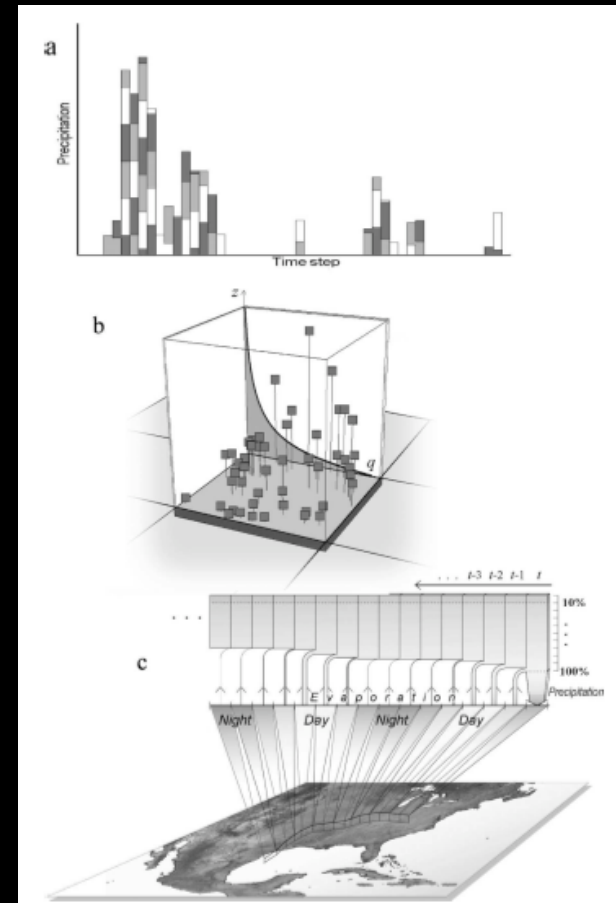 a
Precipitation
Time step
b
z
q
. . . t-3 t-2 t-1 t
. . .
10%
100%
c
Evaporation
Precipitation
Night Day Night Day